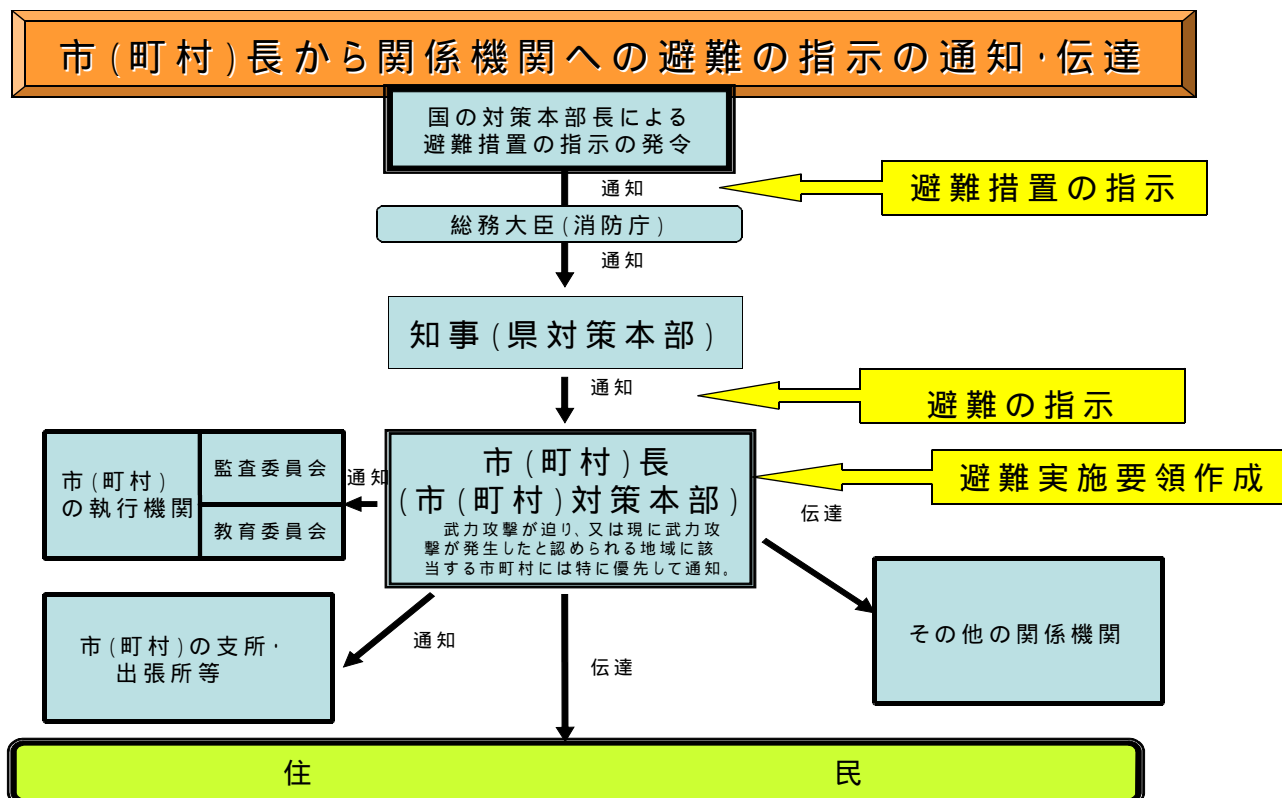 市(町村)長から関係機関への避難の指示の通知・伝達
国の対策本部長による
避難措置の指示の発令
通知
避難措置の指示
総務大臣(消防庁)
通知
知事(県対策本部)
通知
避難の指示
市(町村)
の執行機関
監査委員会
教育委員会
通知
市(町村)長
(市(町村)対策本部)
武力攻撃が迫り、又は現に武力攻
撃が発生したと認められる地域に該
当する市町村には特に優先して通知。
避難実施要領作成
伝達
市(町村)の支所・
出張所等
通知
伝達
その他の関係機関
住民